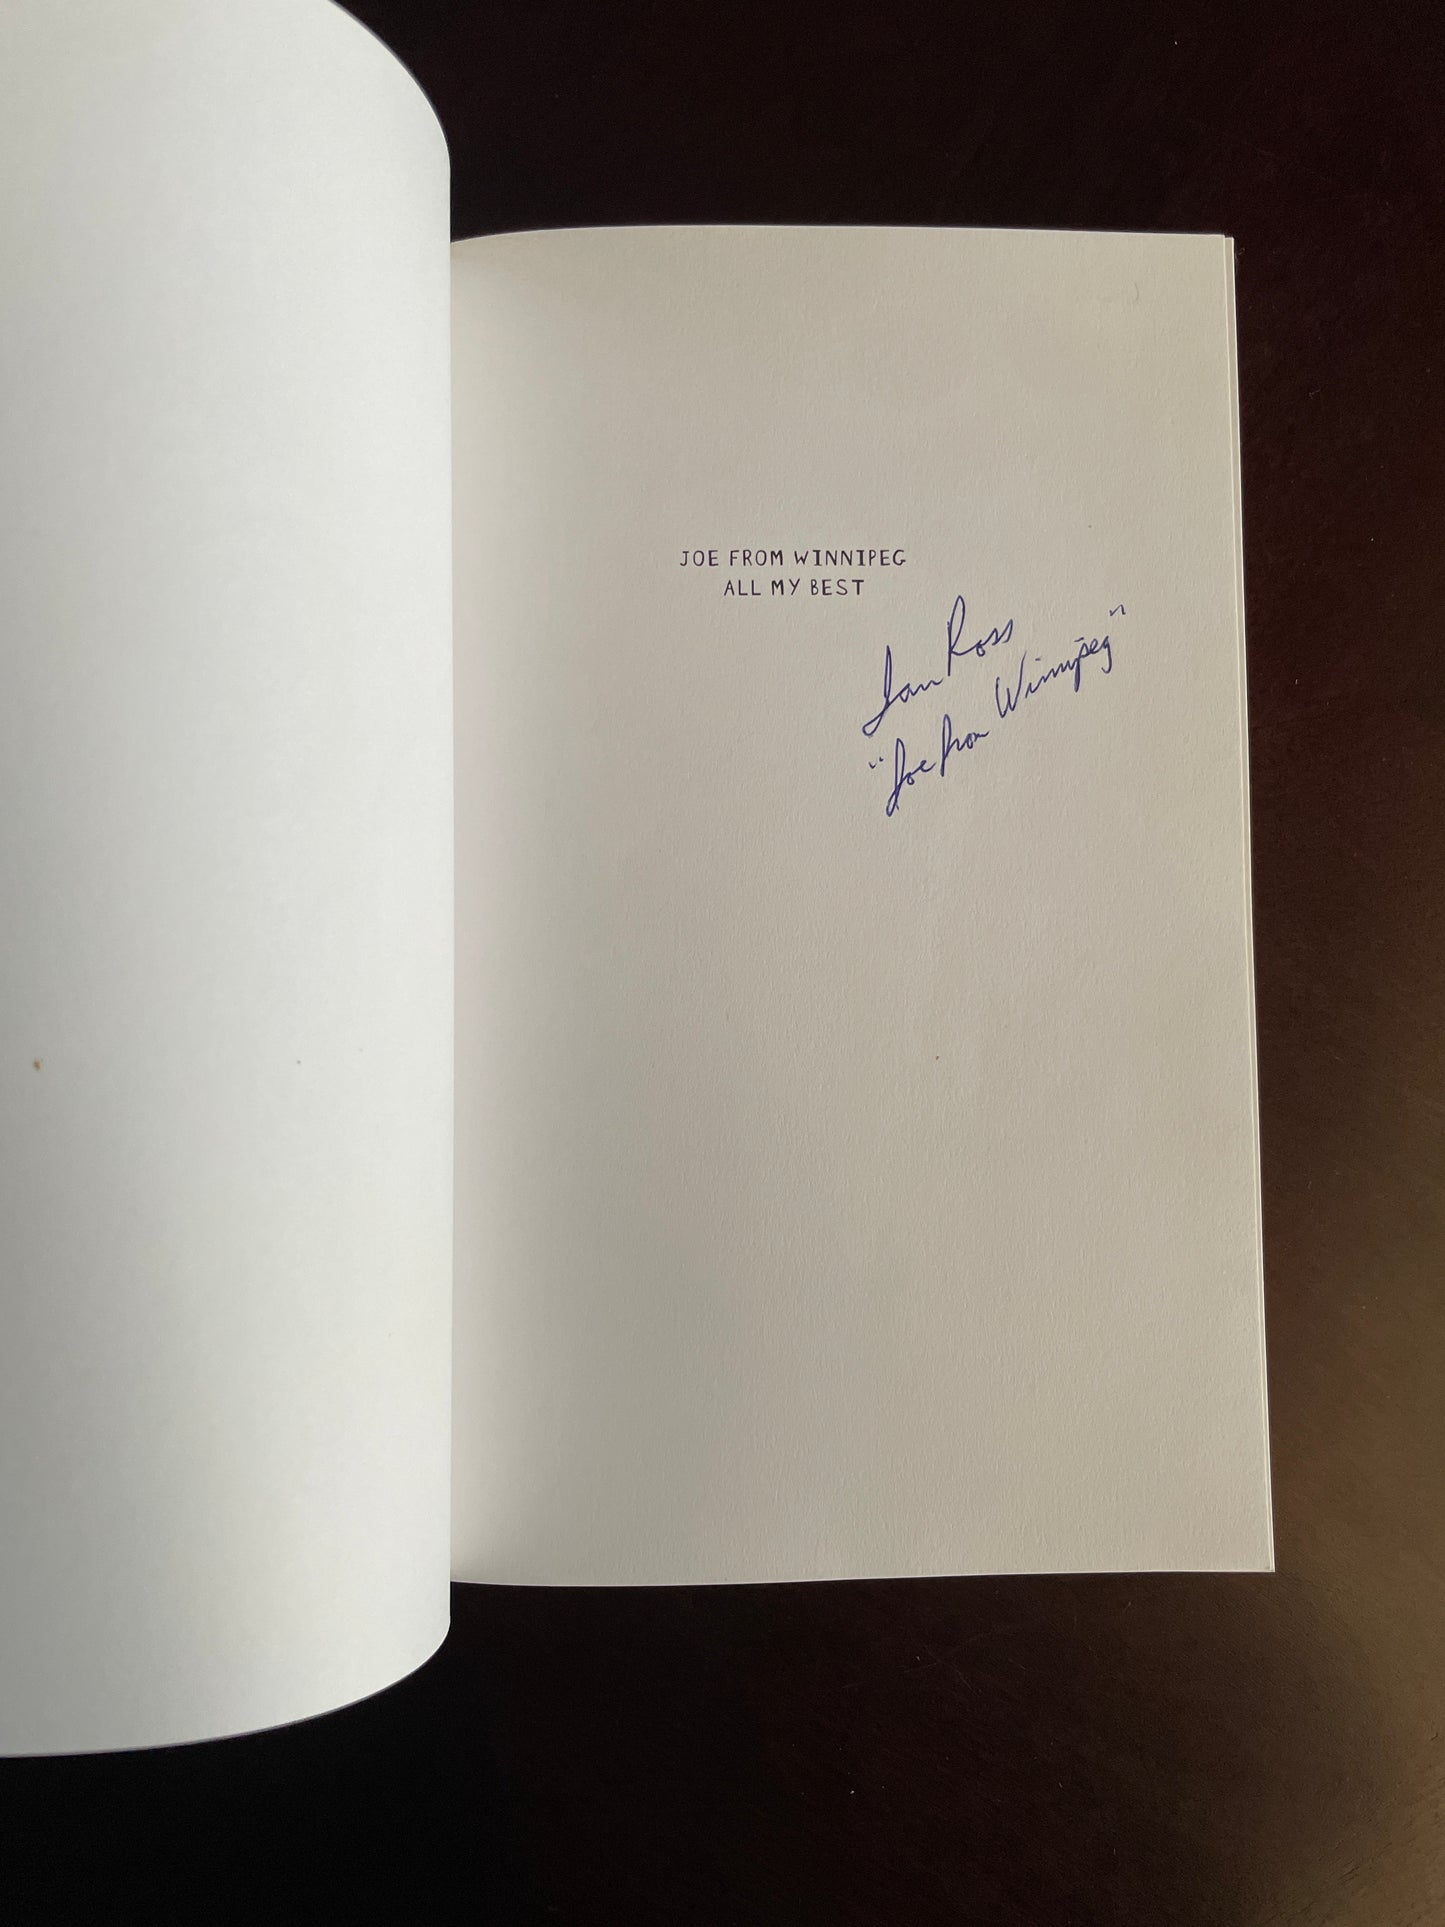 JOE FROM WINNIPEG
ALL MY BEST
Ian Ross
"Joe from Winnipeg"